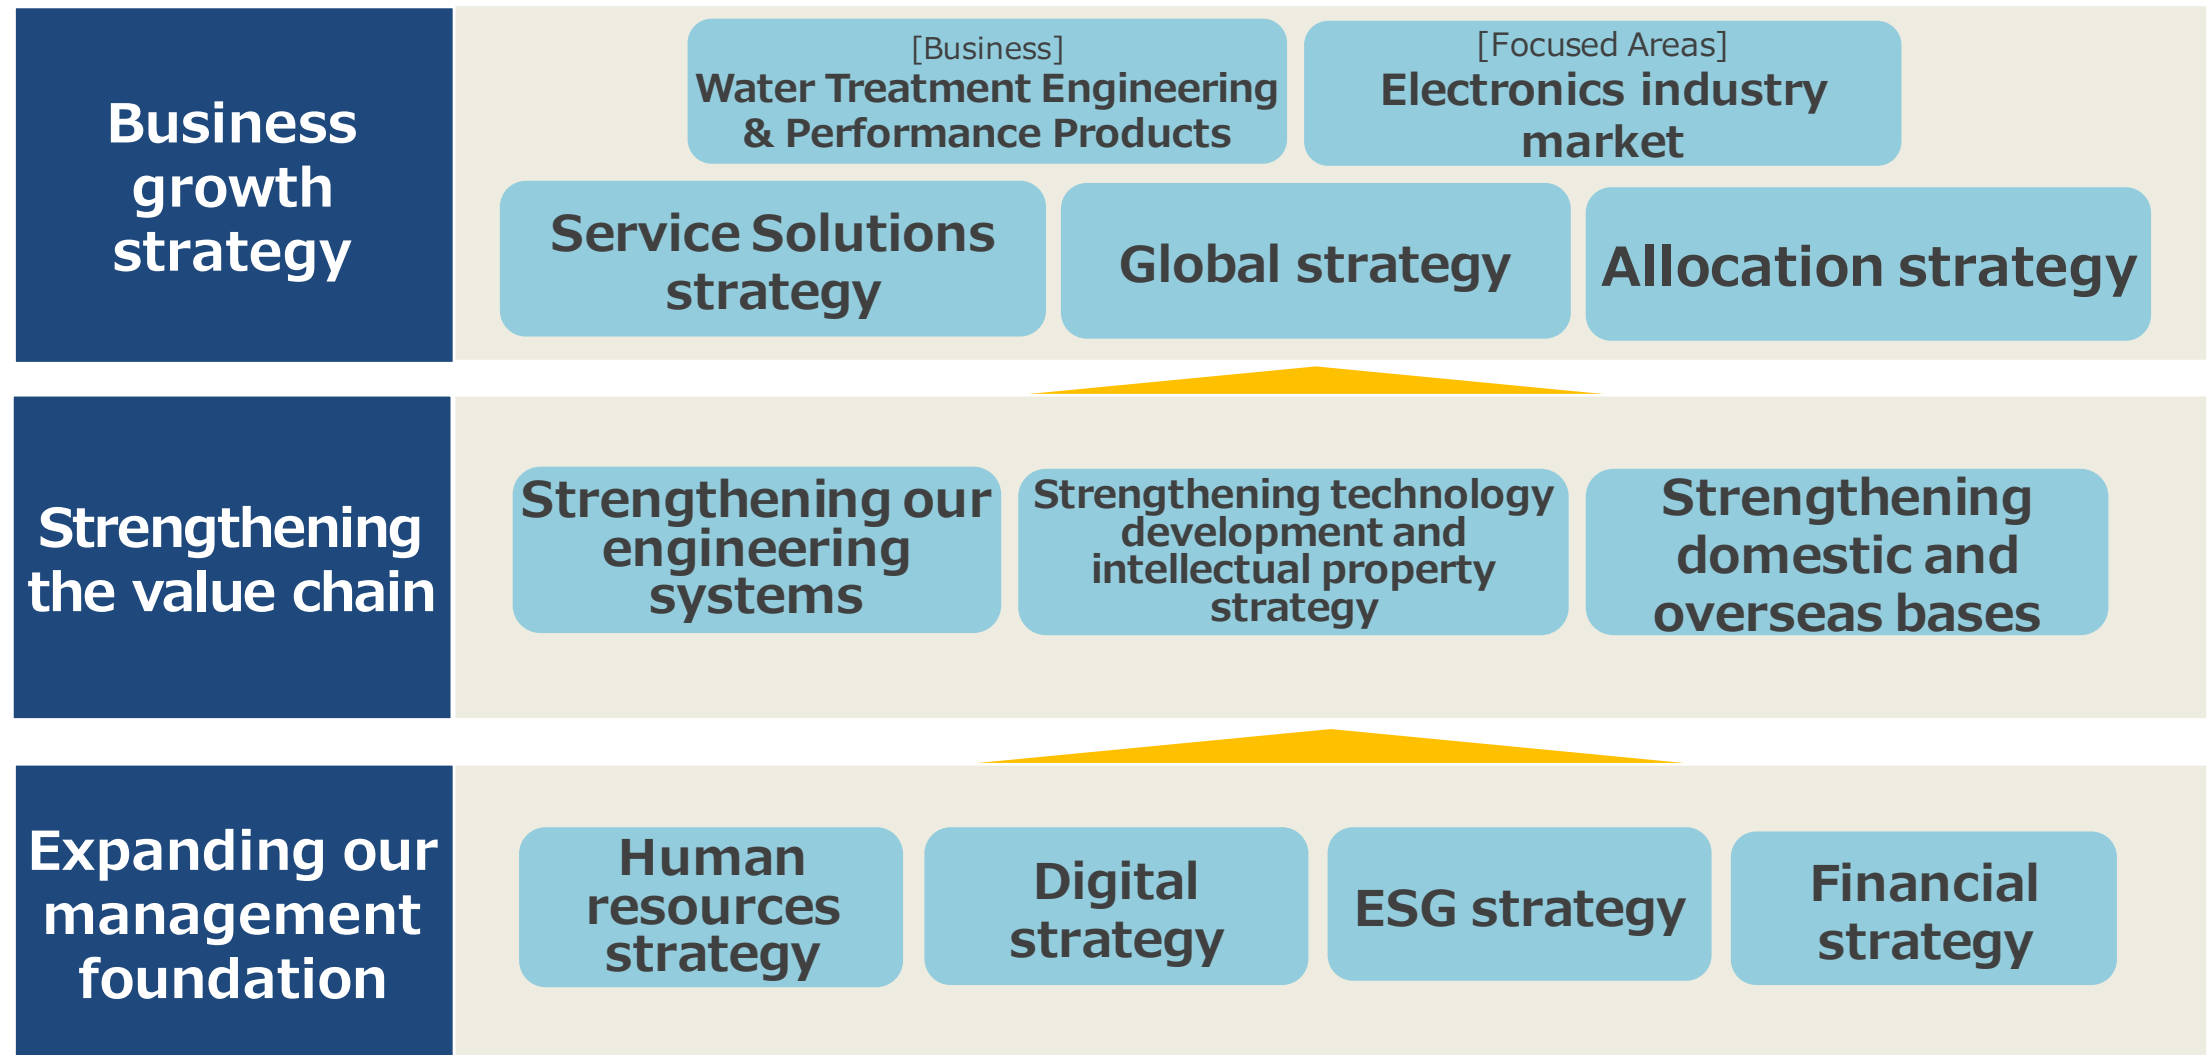 Business
growth
strategy
[Business]
Water Treatment Engineering
& Performance Products
[Focused Areas]
Electronics industry
market
Service Solutions
strategy
Global strategy
Allocation strategy
Strengthening
the value chain
Strengthening our
engineering
systems
Strengthening technology
development and
intellectual property
strategy
Strengthening
domestic and
overseas bases
Expanding our
management
foundation
Human
resources
strategy
Digital
strategy
ESG strategy
Financial
strategy